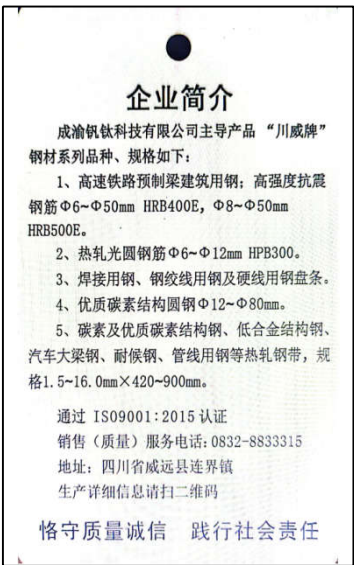 企业简介
成渝钒钛科技有限公司主导产品 “川威牌”
钢材系列品种、规格如下：
1、高速铁路预制梁建筑用钢；高强度抗震
钢筋Φ6~Φ50mm HRB400E，Φ8~Φ50mm
HRB500E。
2、热轧光圆钢筋Φ6~Φ12mm HPB300。
3、焊接用钢、钢绞线用钢及硬线用钢盘条。
4、优质碳素结构圆钢Φ12~Φ80mm。
5、碳素及优质碳素结构钢、低合金结构钢、
汽车大梁钢、耐候钢、管线用钢等热轧钢带，规
格1.5~16.0mm×420~900mm。
通过 ISO9001:2015 认证
销售（质量）服务电话:0832-8833315
地址：四川省威远县连界镇
生产详细信息请扫二维码
恪守质量诚信 践行社会责任